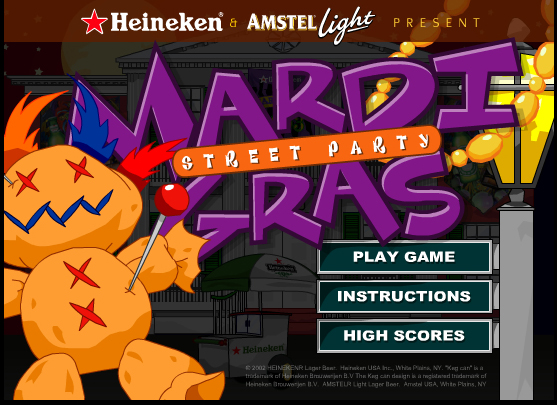 Heineken® & AMSTEL Light PRESENT
MARDI
STREET PARTY
GRAS
PLAY GAME
INSTRUCTIONS
HIGH SCORES
Heineken
© 2002 HEINEKEN® Lager Beer. Heineken USA Inc., White Plains, NY. "Keg can" is a
trademark of Heineken Brouwerijen B.V. The Keg can design is a registered trademark of
Heineken Brouwerijen B.V. AMSTEL® Light Lager Beer. Amstel USA, White Plains, NY